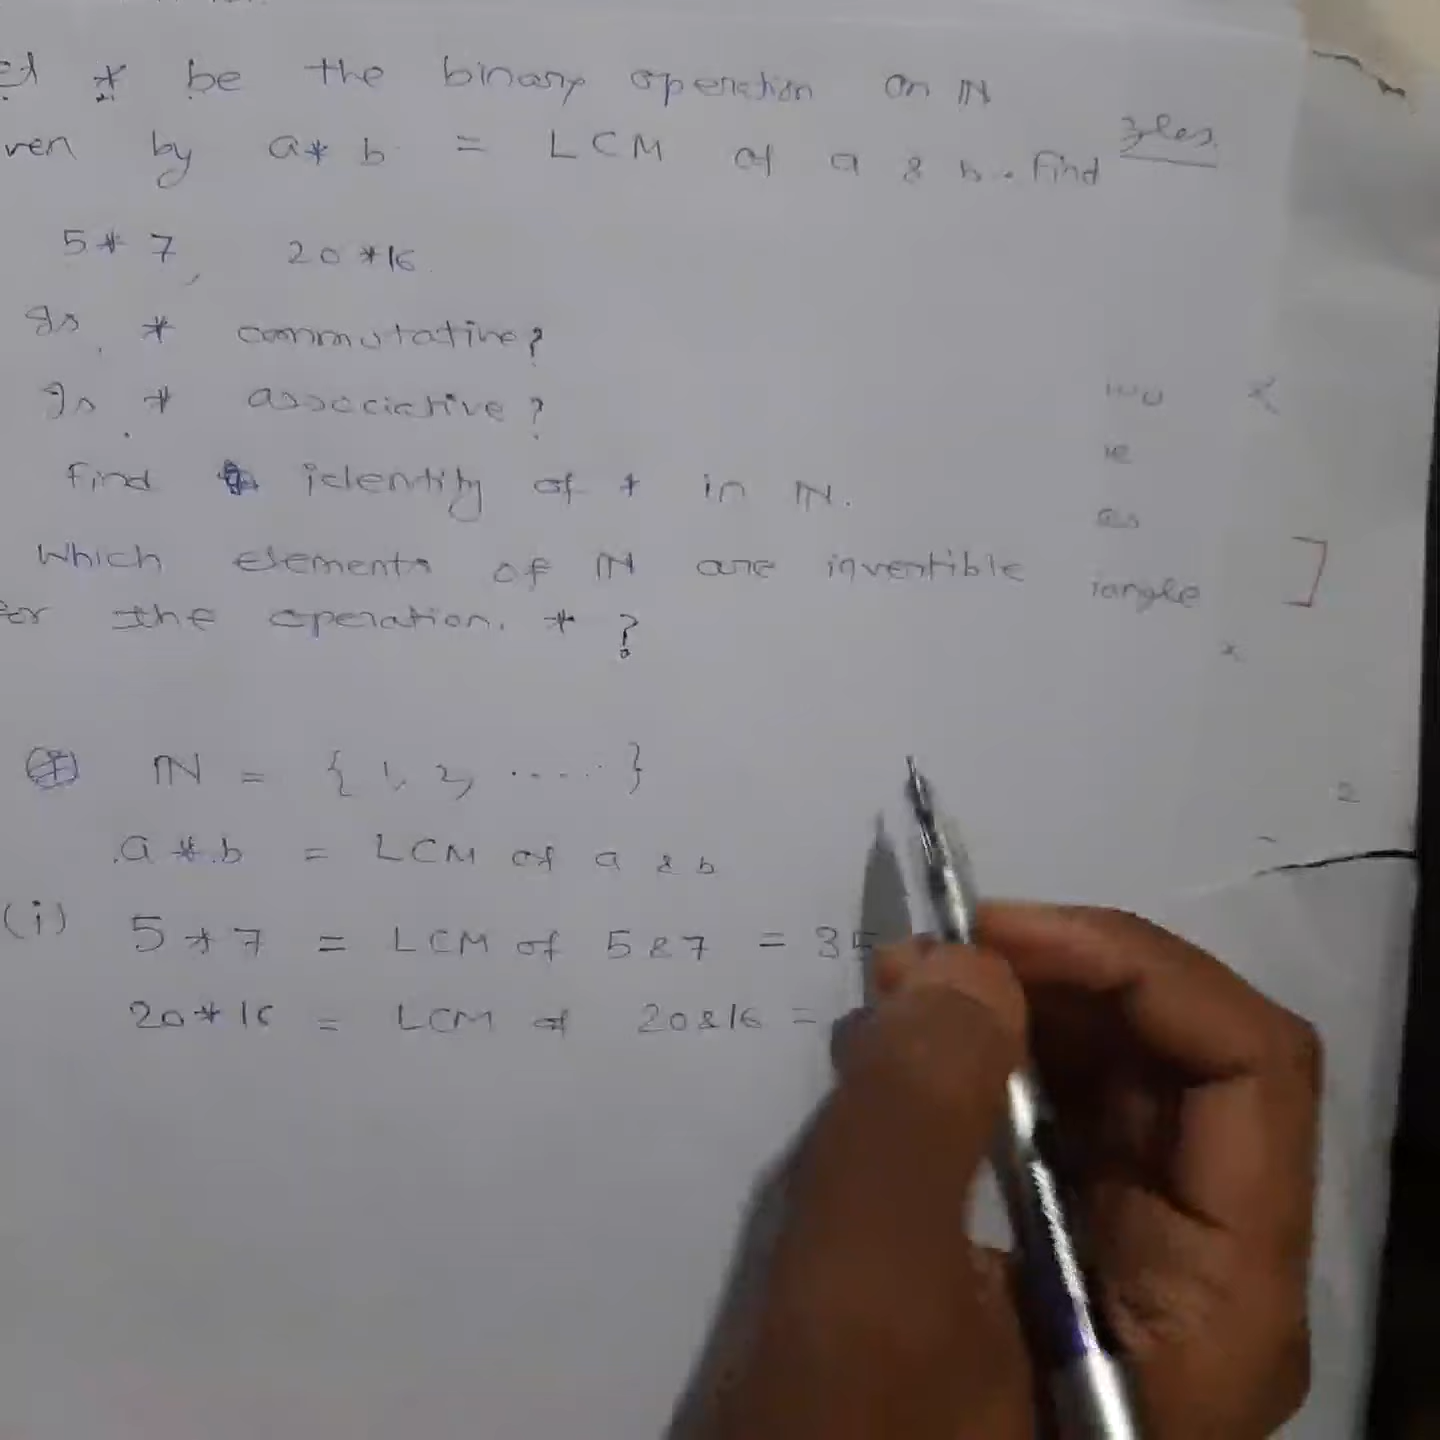 be the binary operation on ℕ
by a * b = LCM of a & b. Find
5 * 7, 20 * 16
Is * commutative?
Is * associative?
Find identity of * in ℕ.
Which elements of ℕ are invertible
for the operation. * ?
iangle
ℕ = { 1, 2, ..... }
a * b = LCM of a & b
(i) 5 * 7 = LCM of 5 & 7 = 35
20 * 16 = LCM of 20 & 16 =